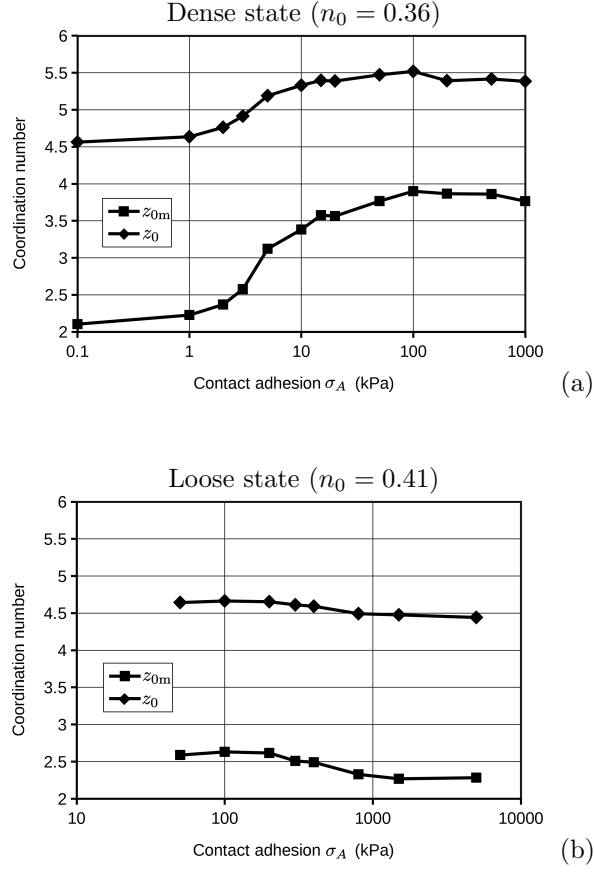 Dense state (n₀ = 0.36)
6
5.5
5
4.5
4
3.5
3
2.5
2
Coordination number
z₀ₘ
z₀
0.1 1 10 100 1000
Contact adhesion σ_A (kPa)
(a)
Loose state (n₀ = 0.41)
6
5.5
5
4.5
4
3.5
3
2.5
2
Coordination number
z₀ₘ
z₀
10 100 1000 10000
Contact adhesion σ_A (kPa)
(b)